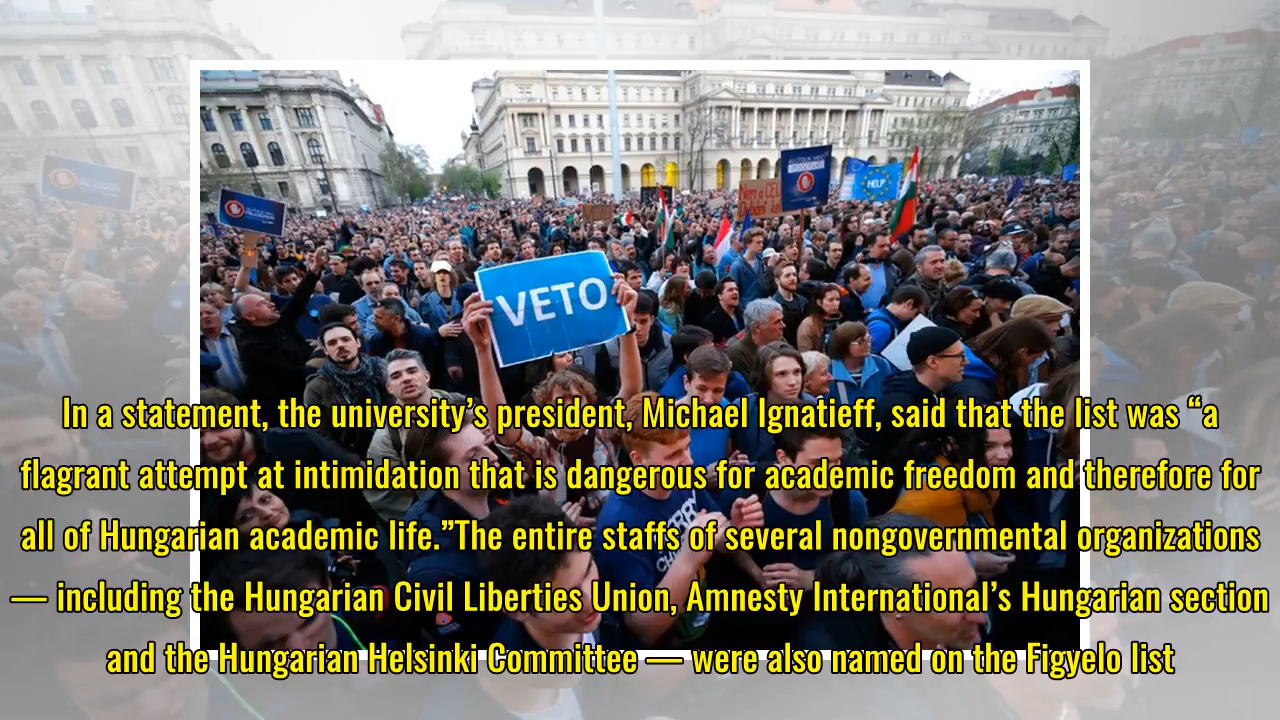 VETO
HELP!
In a statement, the university’s president, Michael Ignatieff, said that the list was “a
flagrant attempt at intimidation that is dangerous for academic freedom and therefore for
all of Hungarian academic life.”The entire staffs of several nongovernmental organizations
— including the Hungarian Civil Liberties Union, Amnesty International’s Hungarian section
and the Hungarian Helsinki Committee — were also named on the Figyelo list